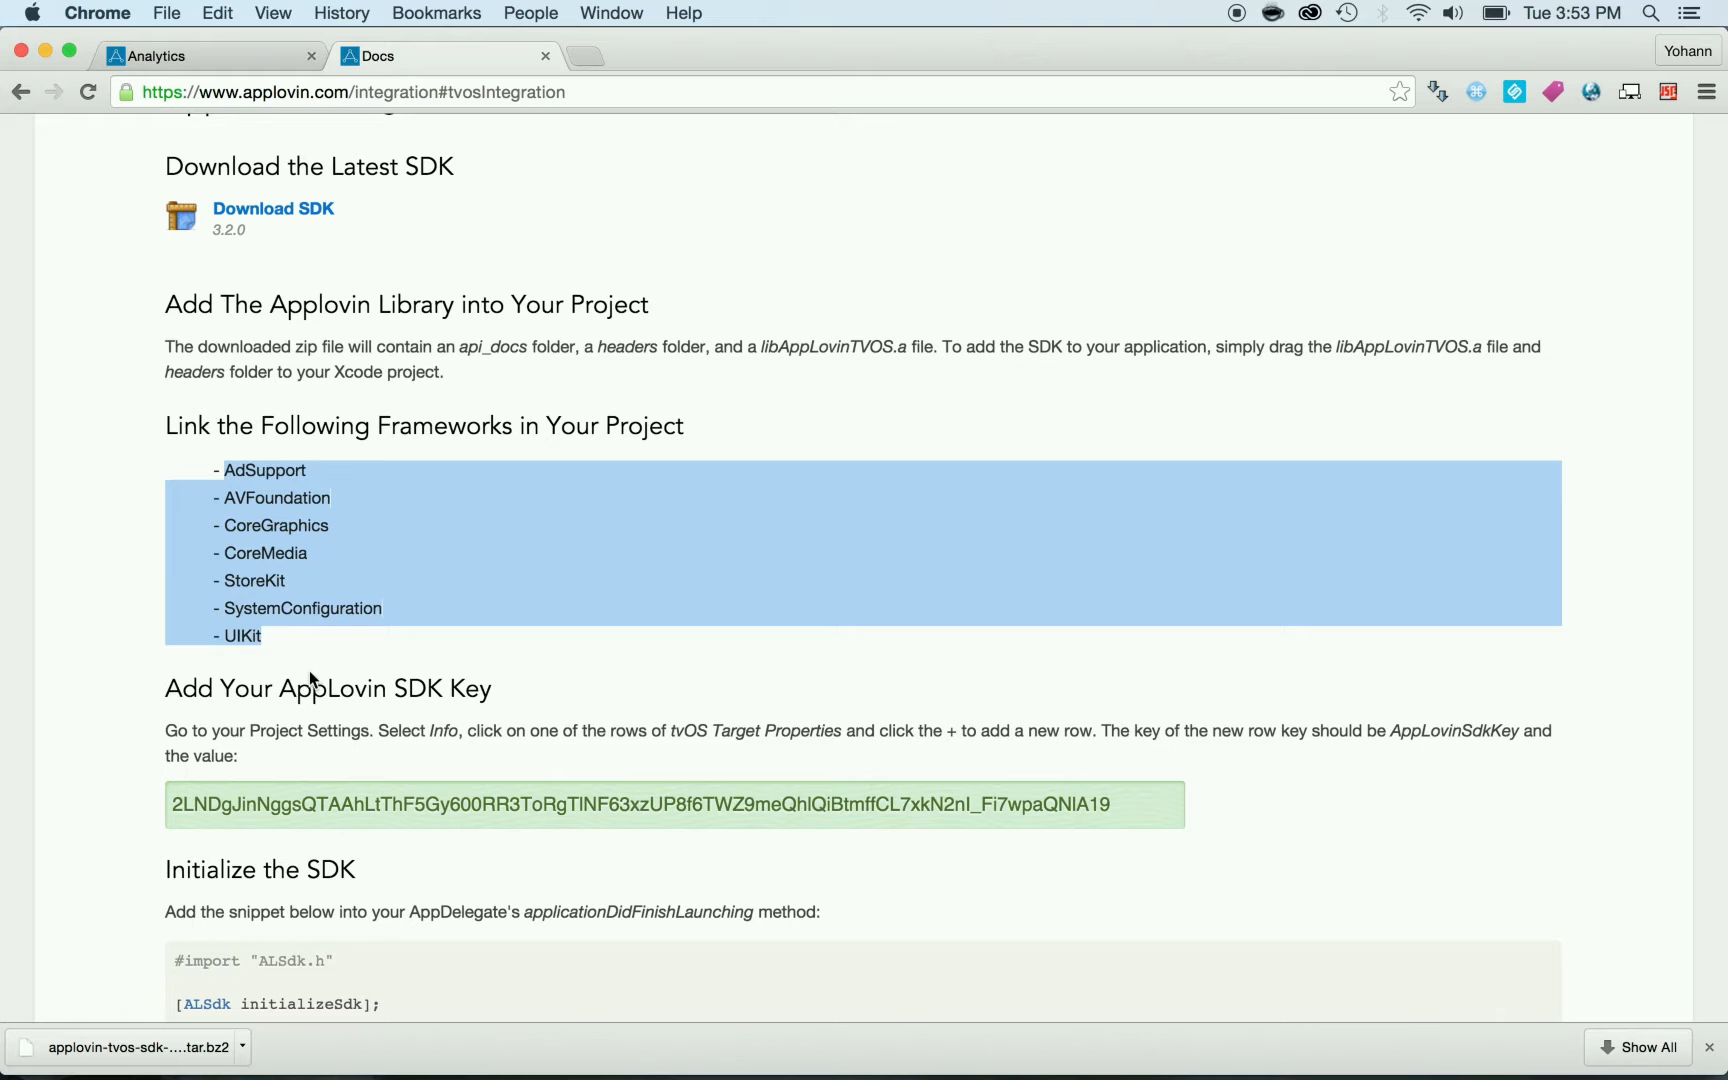 Chrome File Edit View History Bookmarks People Window Help Tue 3:53 PM
Analytics Docs Yohann
https://www.applovin.com/integration#tvosIntegration
Download the Latest SDK
Download SDK
3.2.0
Add The Applovin Library into Your Project
The downloaded zip file will contain an api_docs folder, a headers folder, and a libAppLovinTVOS.a file. To add the SDK to your application, simply drag the libAppLovinTVOS.a file and
headers folder to your Xcode project.
Link the Following Frameworks in Your Project
- AdSupport
- AVFoundation
- CoreGraphics
- CoreMedia
- StoreKit
- SystemConfiguration
- UIKit
Add Your AppLovin SDK Key
Go to your Project Settings. Select Info, click on one of the rows of tvOS Target Properties and click the + to add a new row. The key of the new row key should be AppLovinSdkKey and
the value:
2LNDgJinNggsQTAAhLtThF5Gy600RR3ToRgTlNF63xzUP8f6TWZ9meQhlQiBtmffCL7xkN2nI_Fi7wpaQNIA19
Initialize the SDK
Add the snippet below into your AppDelegate's applicationDidFinishLaunching method:
#import "ALSdk.h"
[ALSdk initializeSdk];
applovin-tvos-sdk-....tar.bz2 Show All